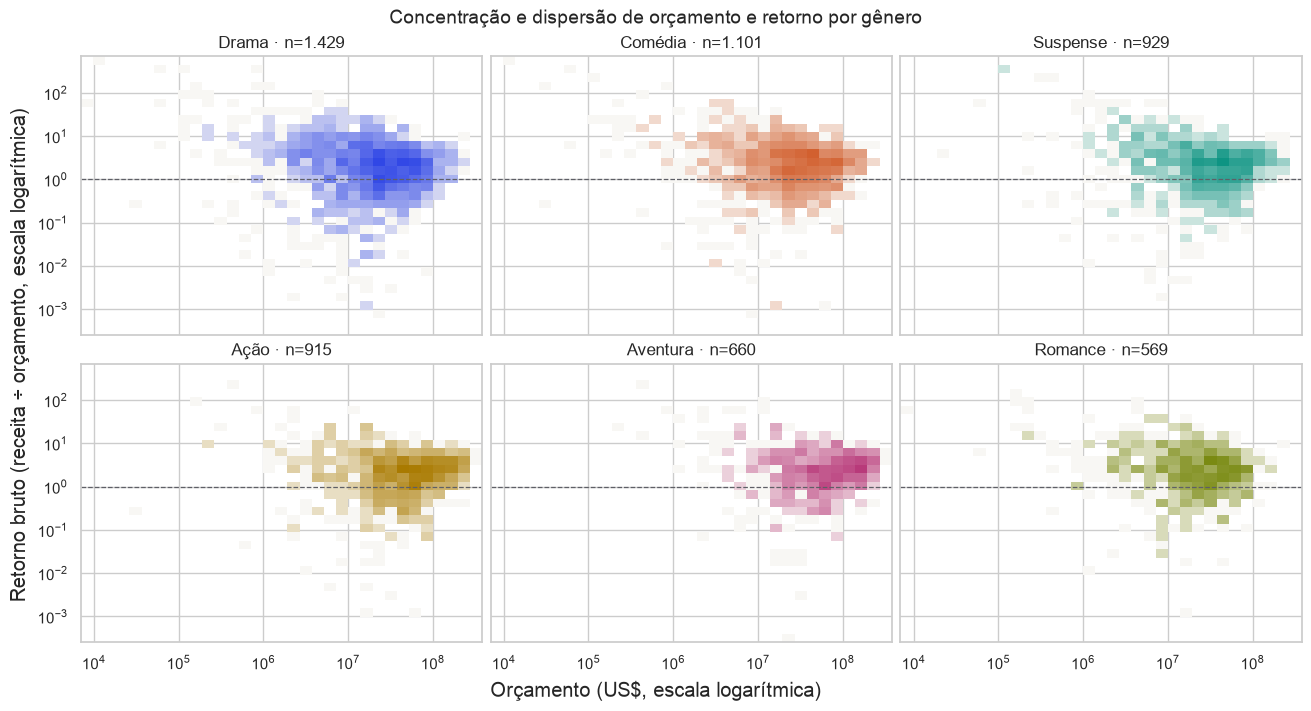 Concentração e dispersão de orçamento e retorno por gênero
Drama · n=1.429
Comédia · n=1.101
Suspense · n=929
10²
10¹
10⁰
10⁻¹
10⁻²
10⁻³
Ação · n=915
Aventura · n=660
Romance · n=569
10²
10¹
10⁰
10⁻¹
10⁻²
10⁻³
10⁴ 10⁵ 10⁶ 10⁷ 10⁸
10⁴ 10⁵ 10⁶ 10⁷ 10⁸
10⁴ 10⁵ 10⁶ 10⁷ 10⁸
Retorno bruto (receita ÷ orçamento, escala logarítmica)
Orçamento (US$, escala logarítmica)